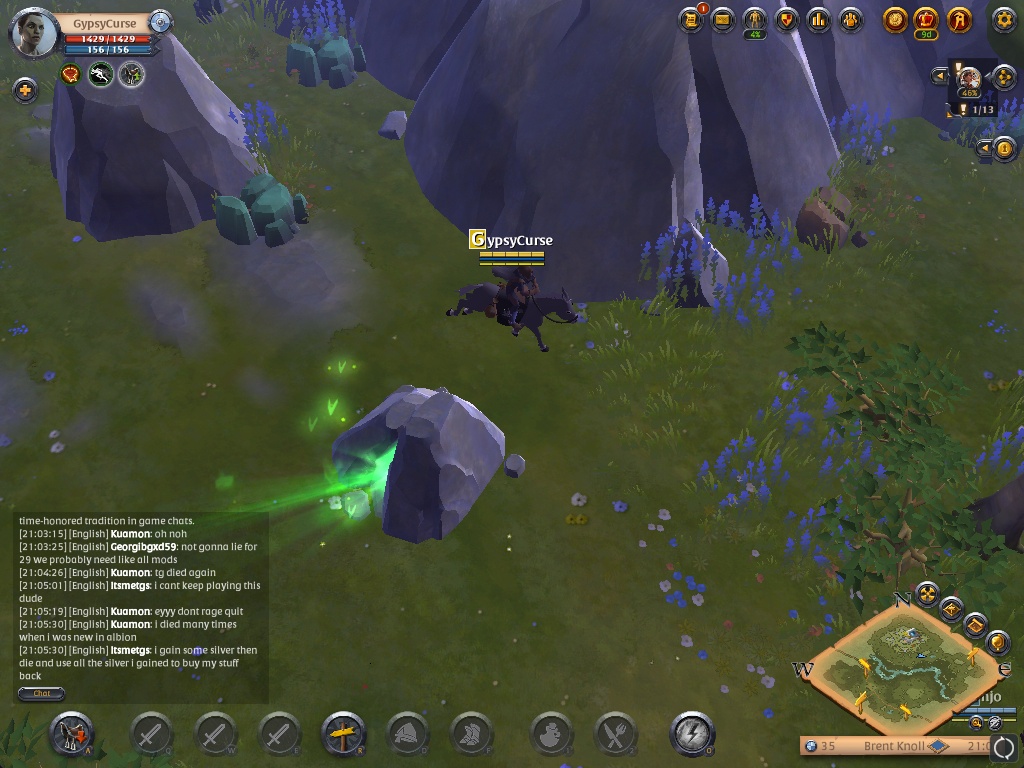 GypsyCurse
1429 / 1429
156 / 156
1
4%
9d
46%
1/13
GypsyCurse
time-honored tradition in game chats.
[21:03:15] [English] Kuamon: oh noh
[21:03:25] [English] Georgibgxd59: not gonna lie for
29 we probably need like all mods
[21:04:26] [English] Kuamon: tg died again
[21:05:01] [English] Itsmetgs: i cant keep playing this
dude
[21:05:19] [English] Kuamon: eyyy dont rage quit
[21:05:30] [English] Kuamon: i died many times
when i was new in albion
[21:05:30] [English] Itsmetgs: i gain some silver then
die and use all the silver i gained to buy my stuff
back
Chat
N
W
E
A
Q
W
E
R
D
F
35
Brent Knoll